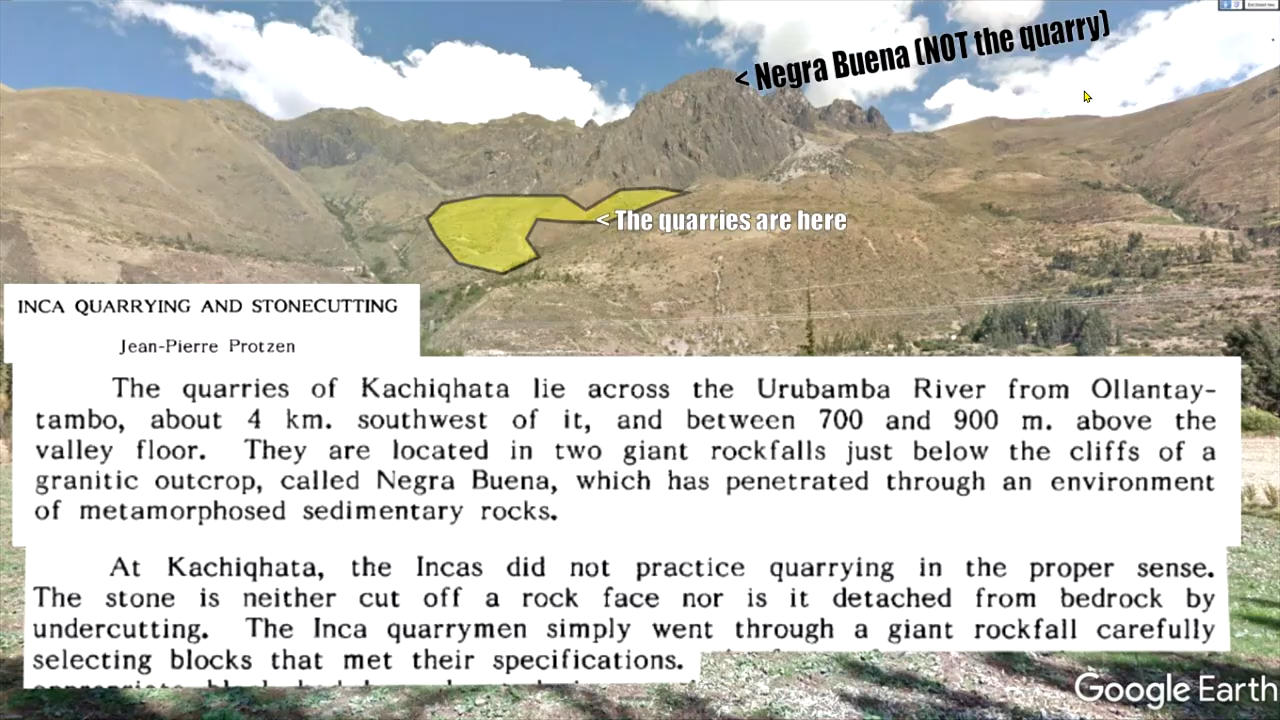 < Negra Buena (NOT the quarry)
< The quarries are here
INCA QUARRYING AND STONECUTTING
Jean-Pierre Protzen
The quarries of Kachiqhata lie across the Urubamba River from Ollantay-
tambo, about 4 km. southwest of it, and between 700 and 900 m. above the
valley floor. They are located in two giant rockfalls just below the cliffs of a
granitic outcrop, called Negra Buena, which has penetrated through an environment
of metamorphosed sedimentary rocks.
At Kachiqhata, the Incas did not practice quarrying in the proper sense.
The stone is neither cut off a rock face nor is it detached from bedrock by
undercutting. The Inca quarrymen simply went through a giant rockfall carefully
selecting blocks that met their specifications.
Google Earth